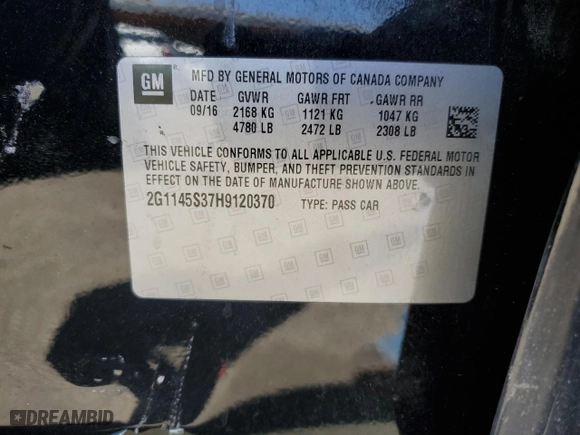 GM
MFD BY GENERAL MOTORS OF CANADA COMPANY
DATE GVWR GAWR FRT GAWR RR
09/16 2168 KG 1121 KG 1047 KG
4780 LB 2472 LB 2308 LB
THIS VEHICLE CONFORMS TO ALL APPLICABLE U.S. FEDERAL MOTOR
VEHICLE SAFETY, BUMPER, AND THEFT PREVENTION STANDARDS IN
EFFECT ON THE DATE OF MANUFACTURE SHOWN ABOVE.
2G1145S37H9120370 TYPE: PASS CAR
DREAMBID